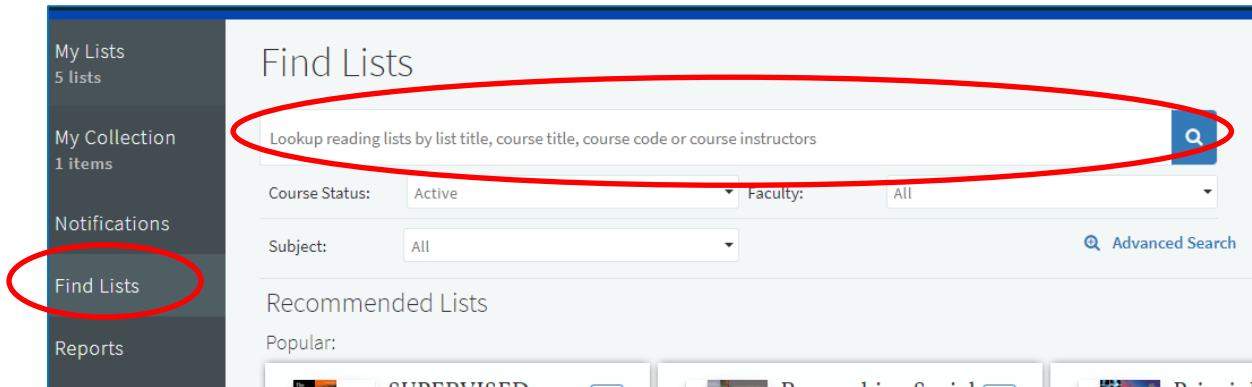 My Lists
5 lists
My Collection
1 items
Notifications
Find Lists
Reports
Find Lists
Lookup reading lists by list title, course title, course code or course instructors
Course Status: Active Faculty: All
Subject: All Advanced Search
Recommended Lists
Popular:
SUPERVISED